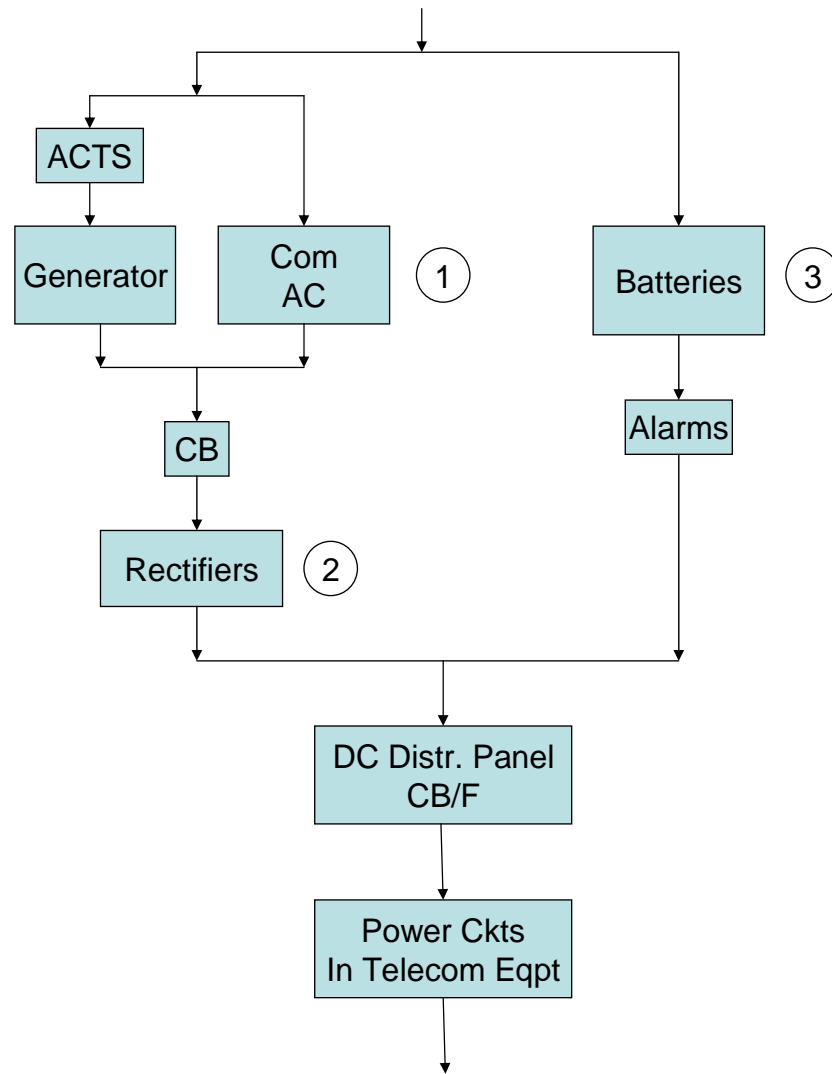 ACTS
Generator
Com
AC
1
Batteries
3
Alarms
CB
Rectifiers
2
DC Distr. Panel
CB/F
Power Ckts
In Telecom Eqpt